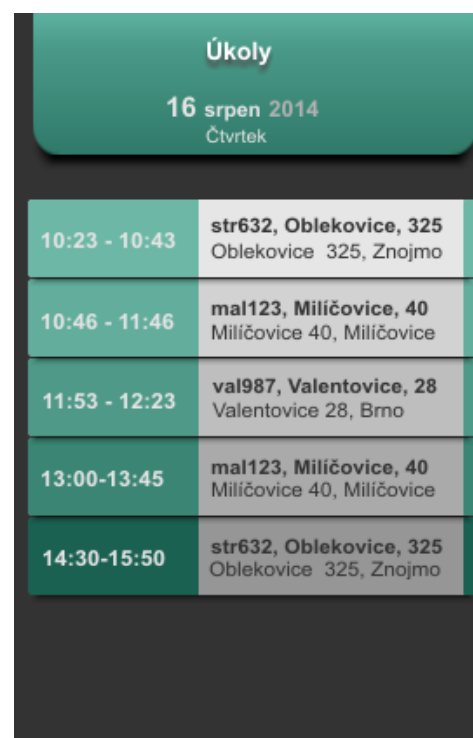 Úkoly
16 srpen 2014
Čtvrtek
10:23 - 10:43
str632, Oblekovice, 325
Oblekovice 325, Znojmo
10:46 - 11:46
mal123, Milíčovice, 40
Milíčovice 40, Milíčovice
11:53 - 12:23
val987, Valentovice, 28
Valentovice 28, Brno
13:00-13:45
mal123, Milíčovice, 40
Milíčovice 40, Milíčovice
14:30-15:50
str632, Oblekovice, 325
Oblekovice 325, Znojmo